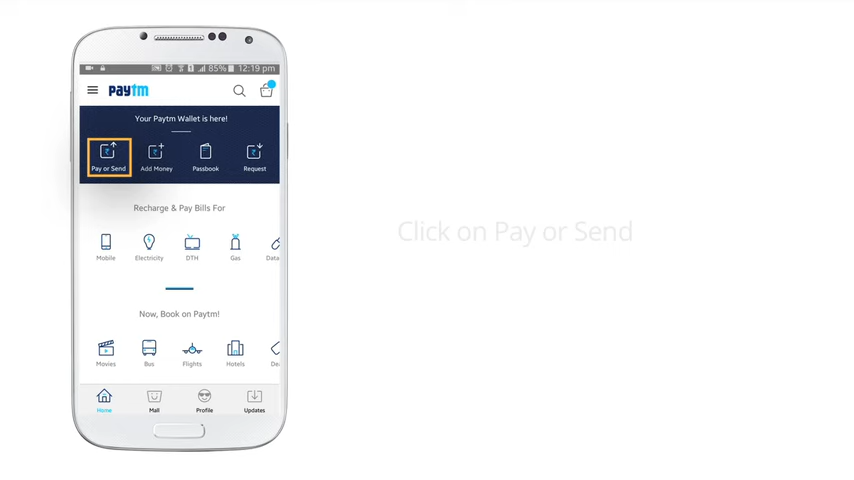 85% 12:19 pm
paytm
Your Paytm Wallet is here!
Pay or Send Add Money Passbook Request
Recharge & Pay Bills For
Mobile Electricity DTH Gas Data
Now, Book on Paytm!
Movies Bus Flights Hotels De
Home Mall Profile Updates
Click on Pay or Send